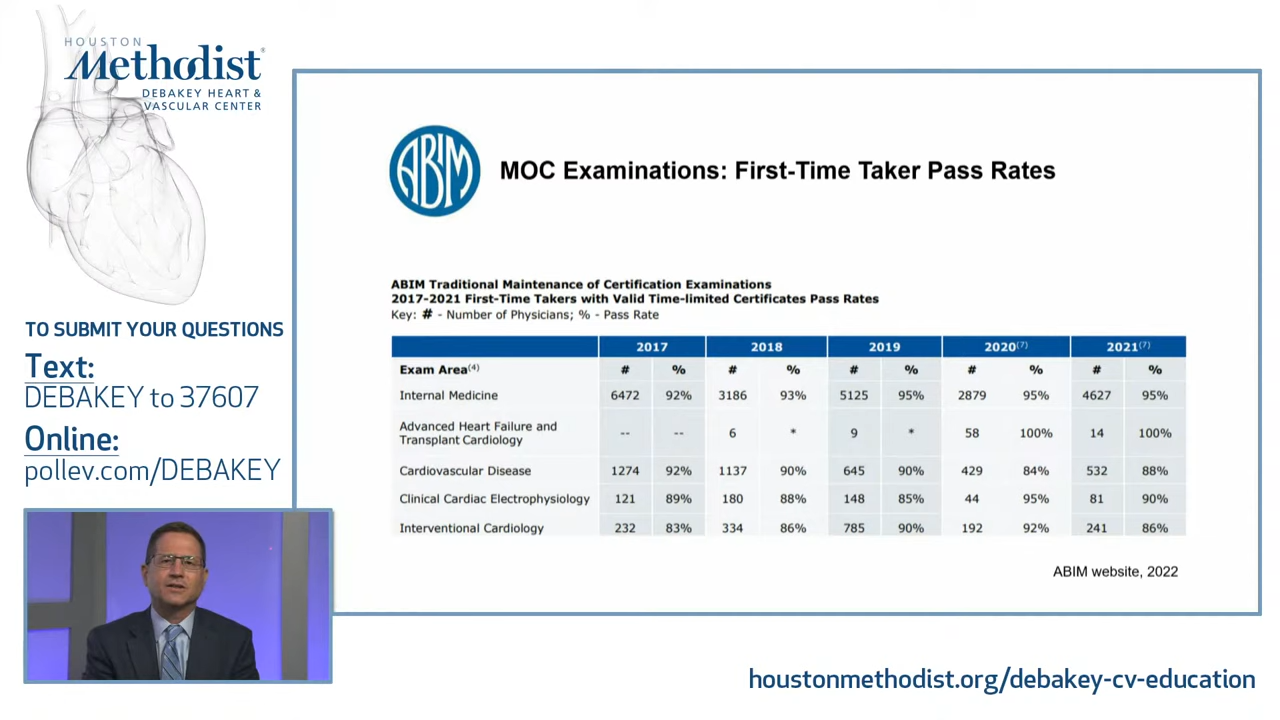 HOUSTON
Methodist®
DEBAKEY HEART &
VASCULAR CENTER
TO SUBMIT YOUR QUESTIONS
Text:
DEBAKEY to 37607
Online:
pollev.com/DEBAKEY
ABIM
MOC Examinations: First-Time Taker Pass Rates
ABIM Traditional Maintenance of Certification Examinations
2017-2021 First-Time Takers with Valid Time-limited Certificates Pass Rates
Key: # - Number of Physicians; % - Pass Rate
2017 2018 2019 2020(7) 2021(7)
Exam Area(4) # % # % # % # % # %
Internal Medicine 6472 92% 3186 93% 5125 95% 2879 95% 4627 95%
Advanced Heart Failure and
Transplant Cardiology -- -- 6 * 9 * 58 100% 14 100%
Cardiovascular Disease 1274 92% 1137 90% 645 90% 429 84% 532 88%
Clinical Cardiac Electrophysiology 121 89% 180 88% 148 85% 44 95% 81 90%
Interventional Cardiology 232 83% 334 86% 785 90% 192 92% 241 86%
ABIM website, 2022
houstonmethodist.org/debakey-cv-education